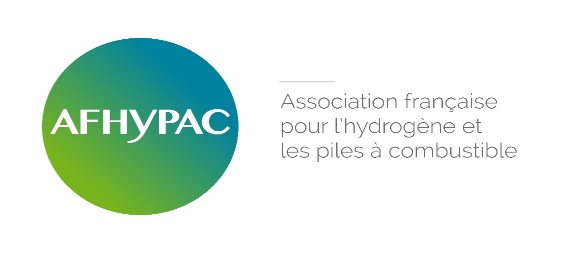 AFHYPAC
Association française
pour l'hydrogène et
les piles à combustible